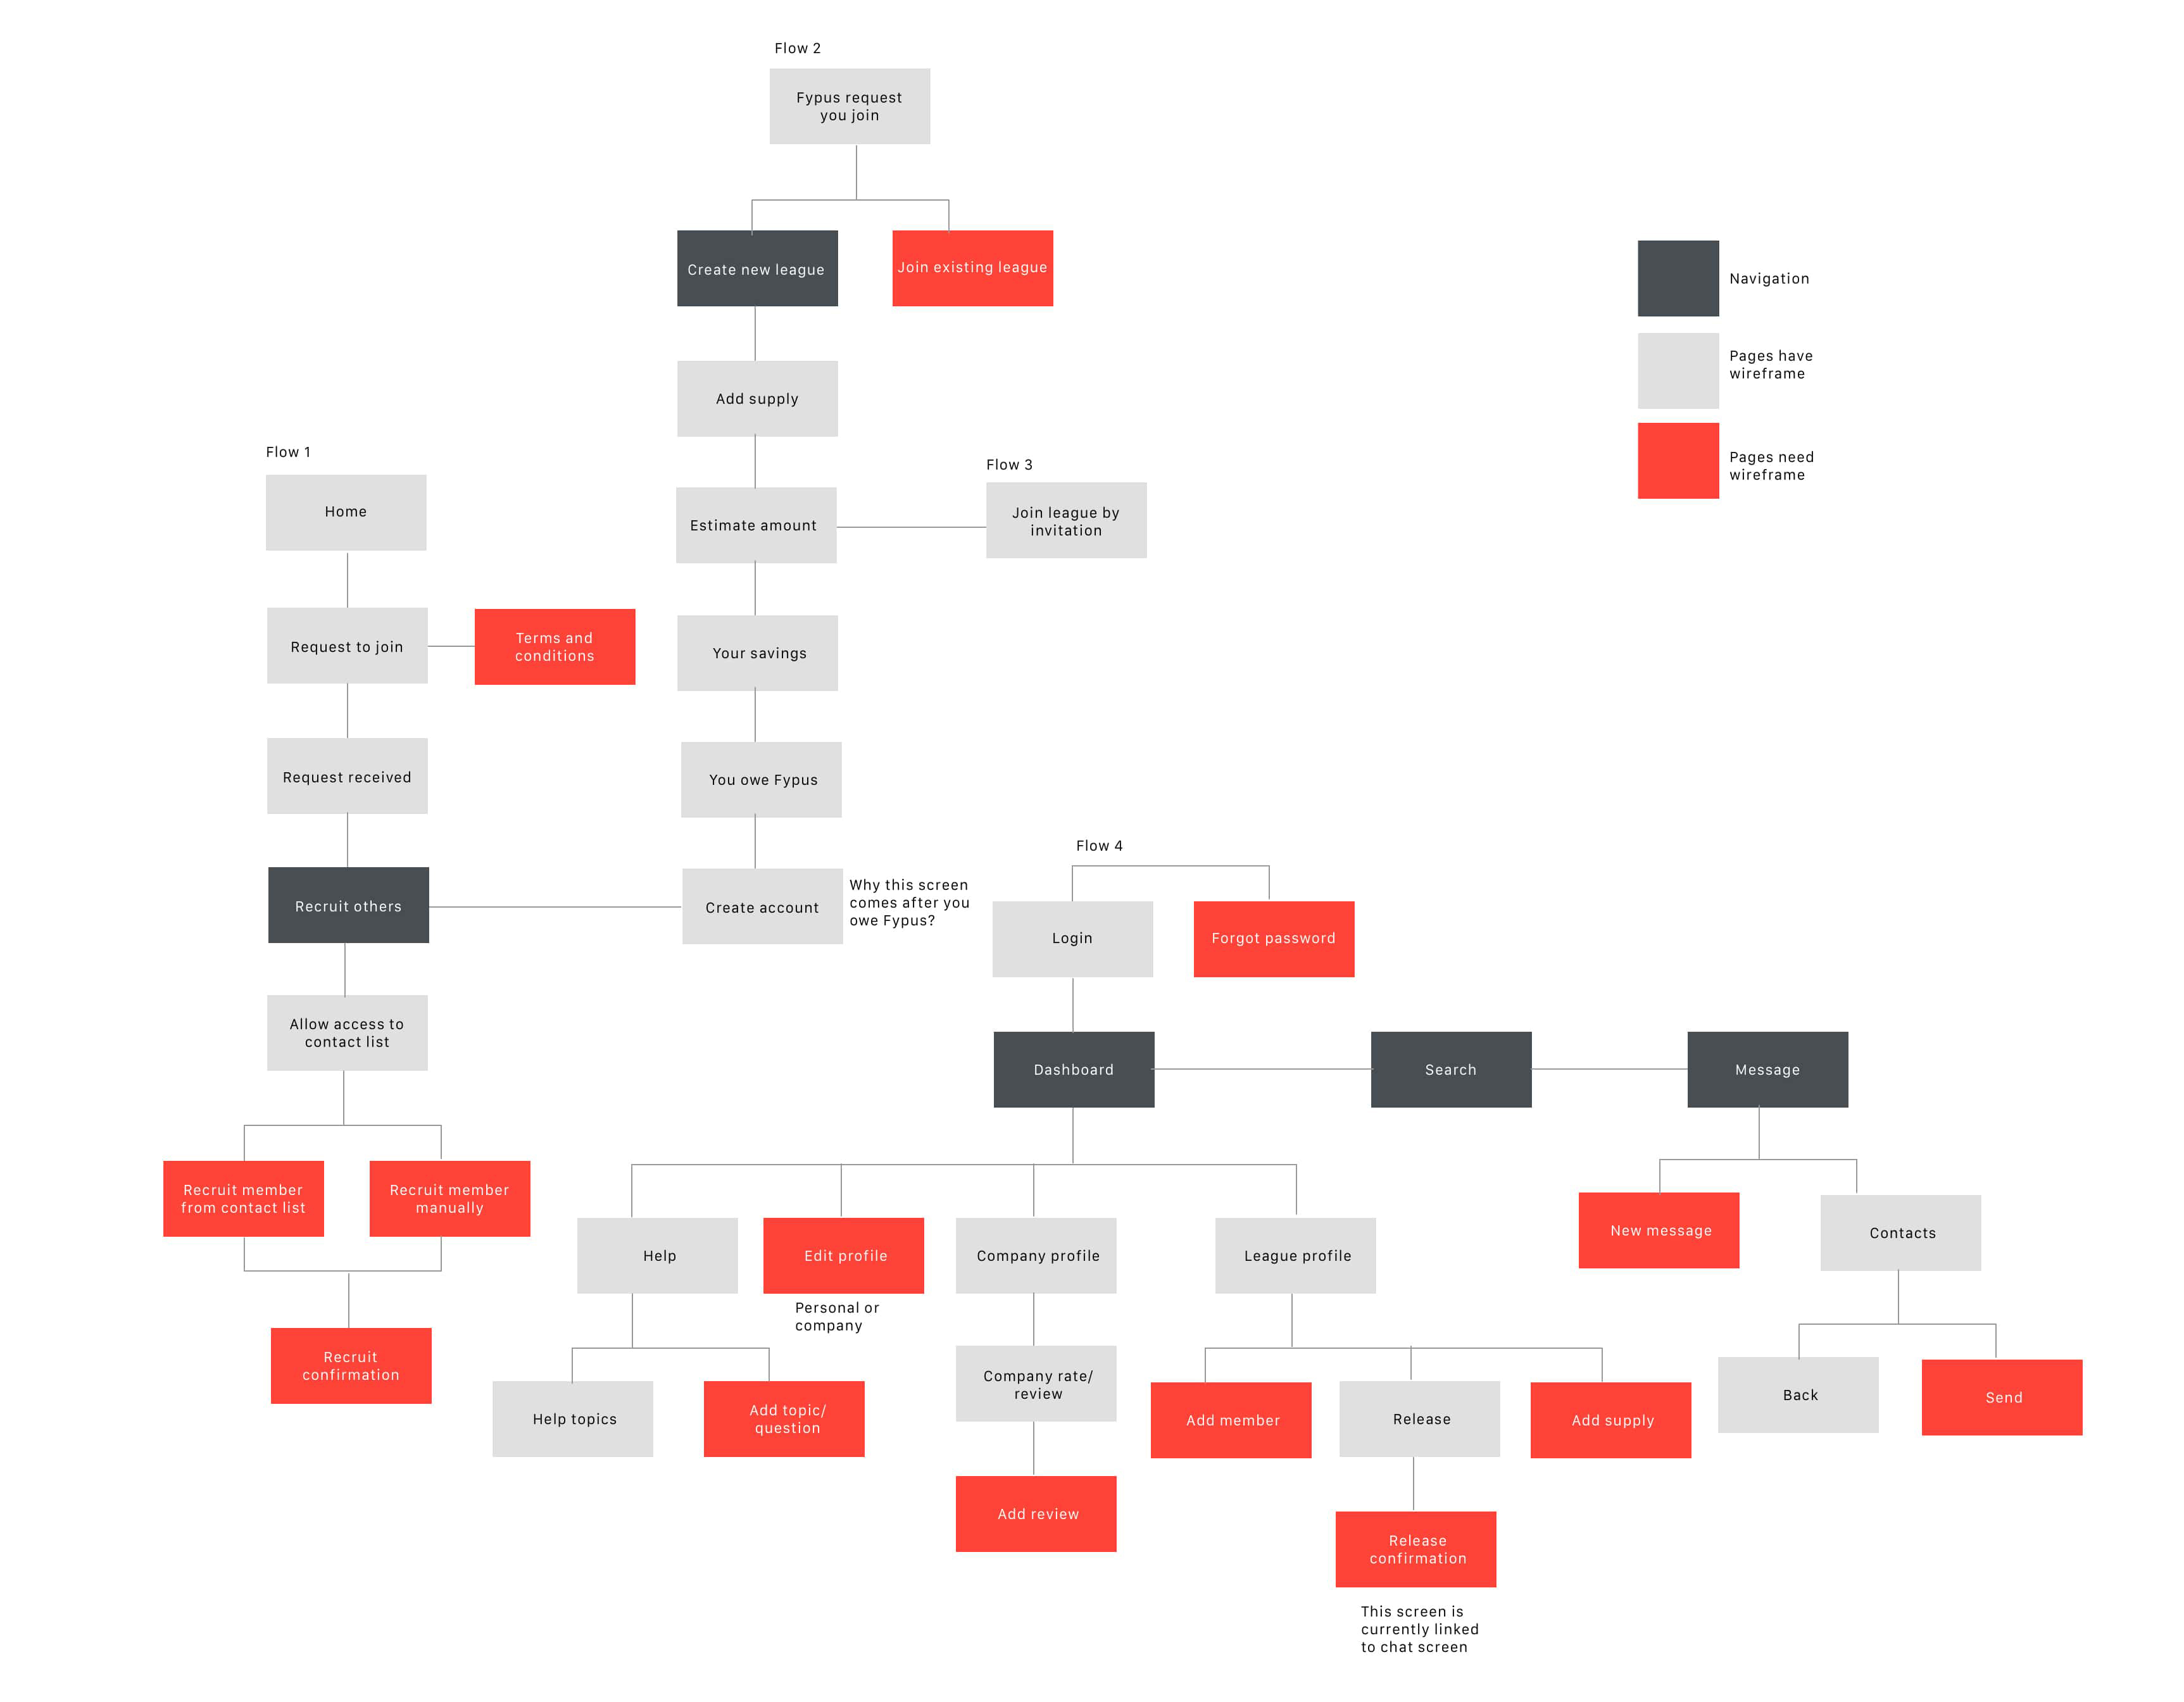 Flow 2
Fypus request
you join
Create new league
Join existing league
Navigation
Pages have
wireframe
Pages need
wireframe
Add supply
Flow 1
Home
Flow 3
Estimate amount
Join league by
invitation
Request to join
Terms and
conditions
Your savings
Request received
You owe Fypus
Recruit others
Create account
Why this screen
comes after you
owe Fypus?
Flow 4
Login
Forgot password
Allow access to
contact list
Dashboard
Search
Message
Recruit member
from contact list
Recruit member
manually
Recruit
confirmation
Help
Edit profile
Personal or
company
Company profile
League profile
New message
Contacts
Help topics
Add topic/
question
Company rate/
review
Add review
Add member
Release
Add supply
Back
Send
Release
confirmation
This screen is
currently linked
to chat screen